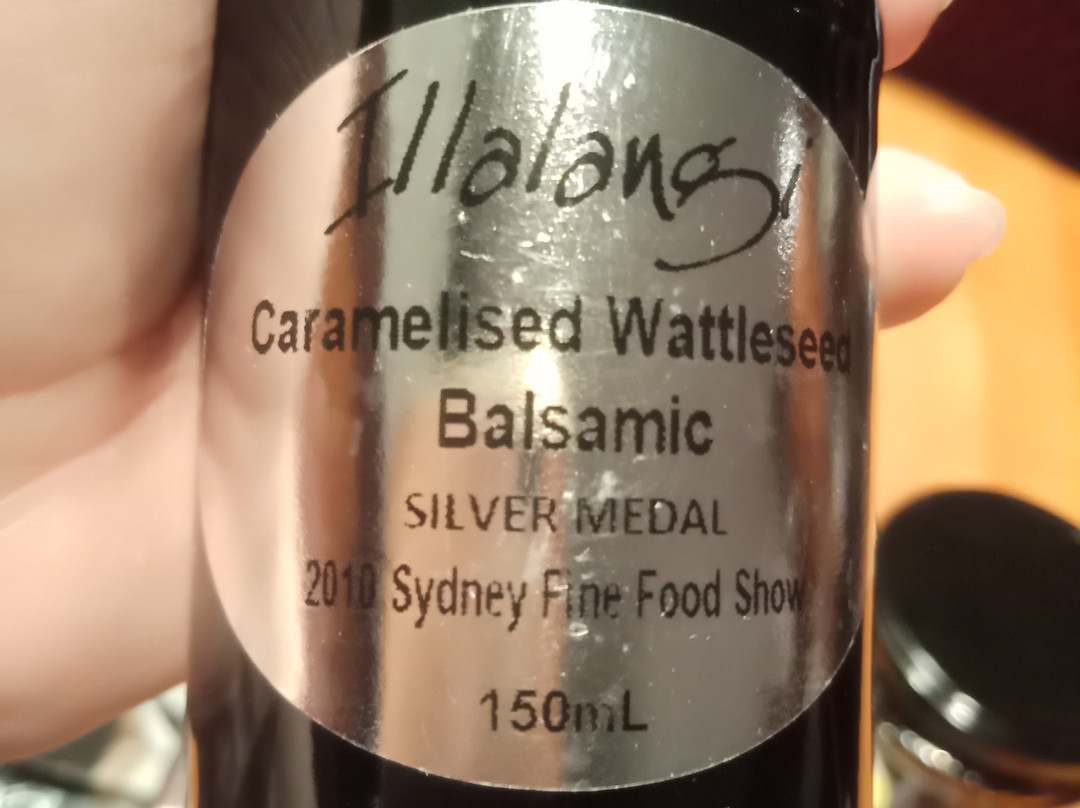 Illalangi
Caramelised Wattleseed
Balsamic
SILVER MEDAL
2010 Sydney Fine Food Show
150mL